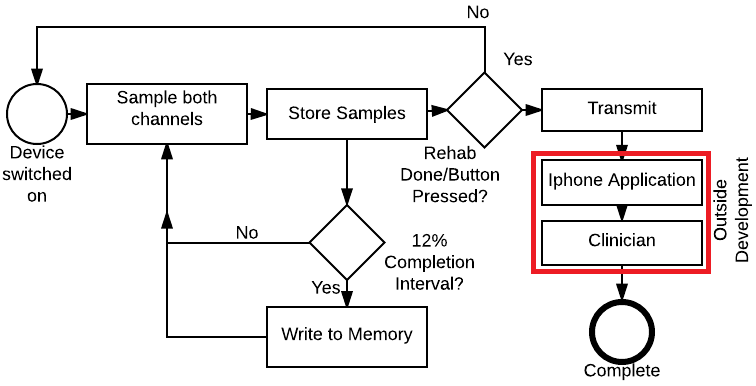 No
Yes
Sample both
channels
Store Samples
Transmit
Device
switched
on
Rehab
Done/Button
Pressed?
Iphone Application
Clinician
Outside
Development
No
12%
Completion
Interval?
Yes
Write to Memory
Complete